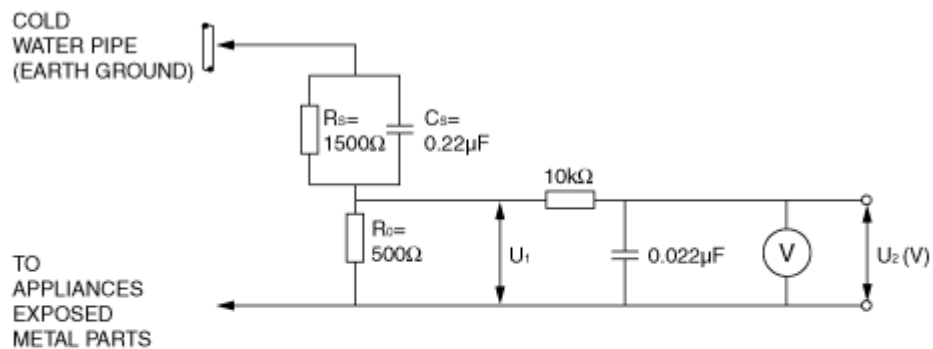 COLD
WATER PIPE
(EARTH GROUND)
Rs=
1500Ω
Cs=
0.22µF
10kΩ
R0=
500Ω
U1
0.022µF
V
U2 (V)
TO
APPLIANCES
EXPOSED
METAL PARTS